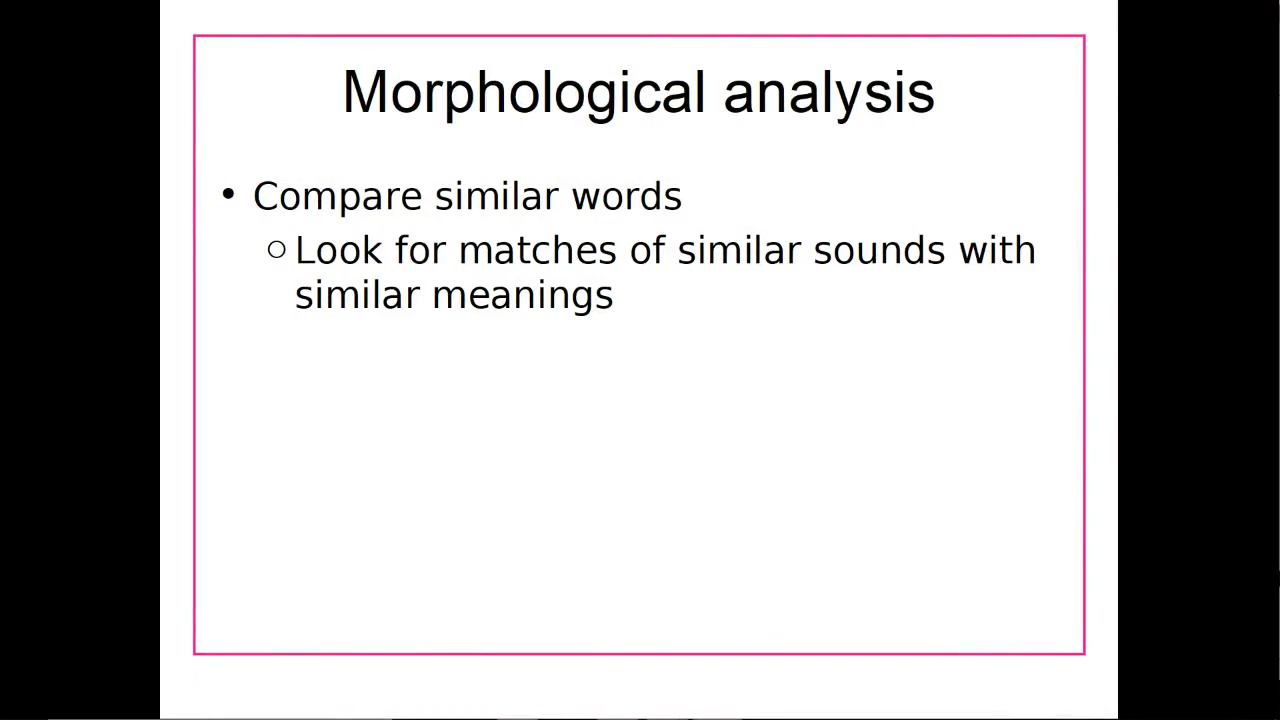 Morphological analysis
• Compare similar words
○ Look for matches of similar sounds with
similar meanings